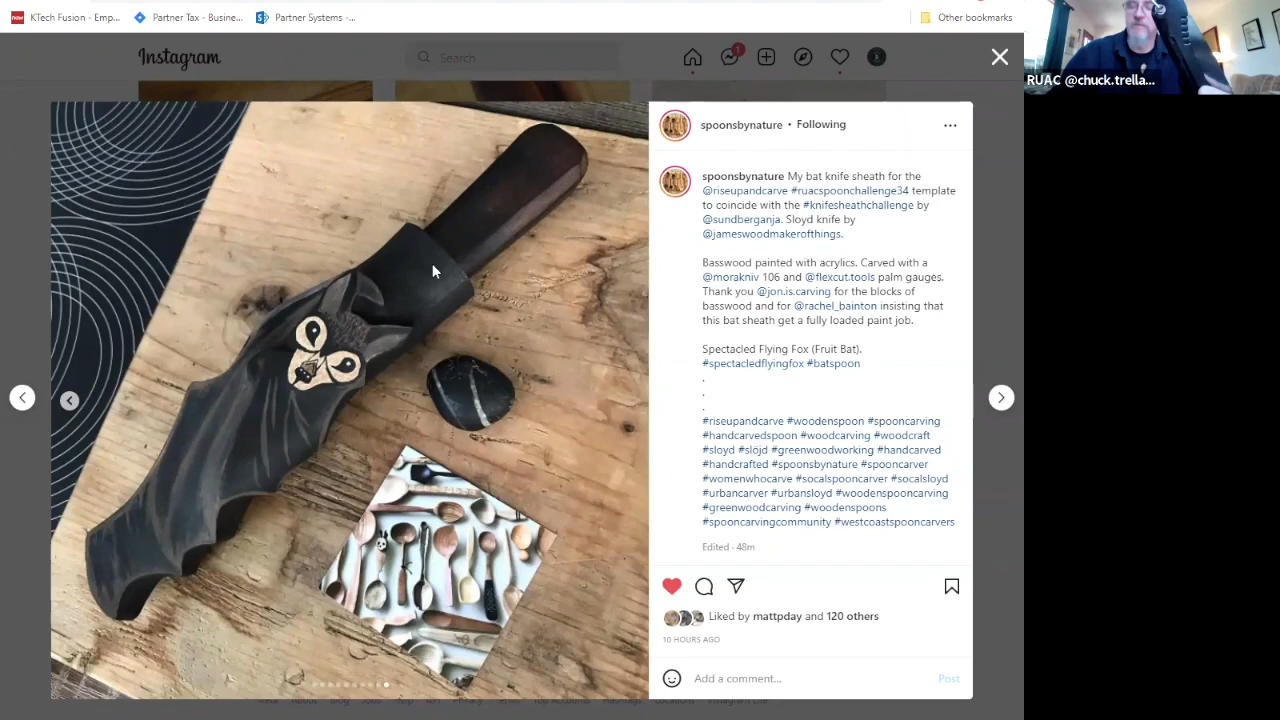 KTech Fusion - Emp...
Partner Tax - Busine...
Partner Systems -...
Other bookmarks
RUAC @chuck.trella...
Instagram
Search
1
spoonsbynature • Following
spoonsbynature My bat knife sheath for the
@riseupandcarve #ruacspoonchallenge34 template
to coincide with the #knifesheathchallenge by
@sundberganja. Sloyd knife by
@jameswoodmakerofthings.
Basswood painted with acrylics. Carved with a
@morakniv 106 and @flexcut.tools palm gauges.
Thank you @jon.is.carving for the blocks of
basswood and for @rachel_bainton insisting that
this bat sheath get a fully loaded paint job.
Spectacled Flying Fox (Fruit Bat).
#spectacledflyingfox #batspoon
.
.
.
#riseupandcarve #woodenspoon #spooncarving
#handcarvedspoon #woodcarving #woodcraft
#sloyd #slöjd #greenwoodworking #handcarved
#handcrafted #spoonsbynature #spooncarver
#womenwhocarve #socalspooncarver #socalsloyd
#urbancarver #urbansloyd #woodenspooncarving
#greenwoodcarving #woodenspoons
#spooncarvingcommunity #westcoastspooncarvers
Edited · 48m
Liked by mattpday and 120 others
10 HOURS AGO
Add a comment...
Post